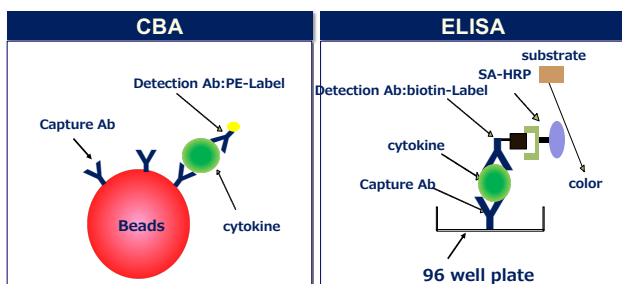 CBA
Detection Ab:PE-Label
Capture Ab
Beads
cytokine
ELISA
substrate
SA-HRP
Detection Ab:biotin-Label
cytokine
Capture Ab
color
96 well plate